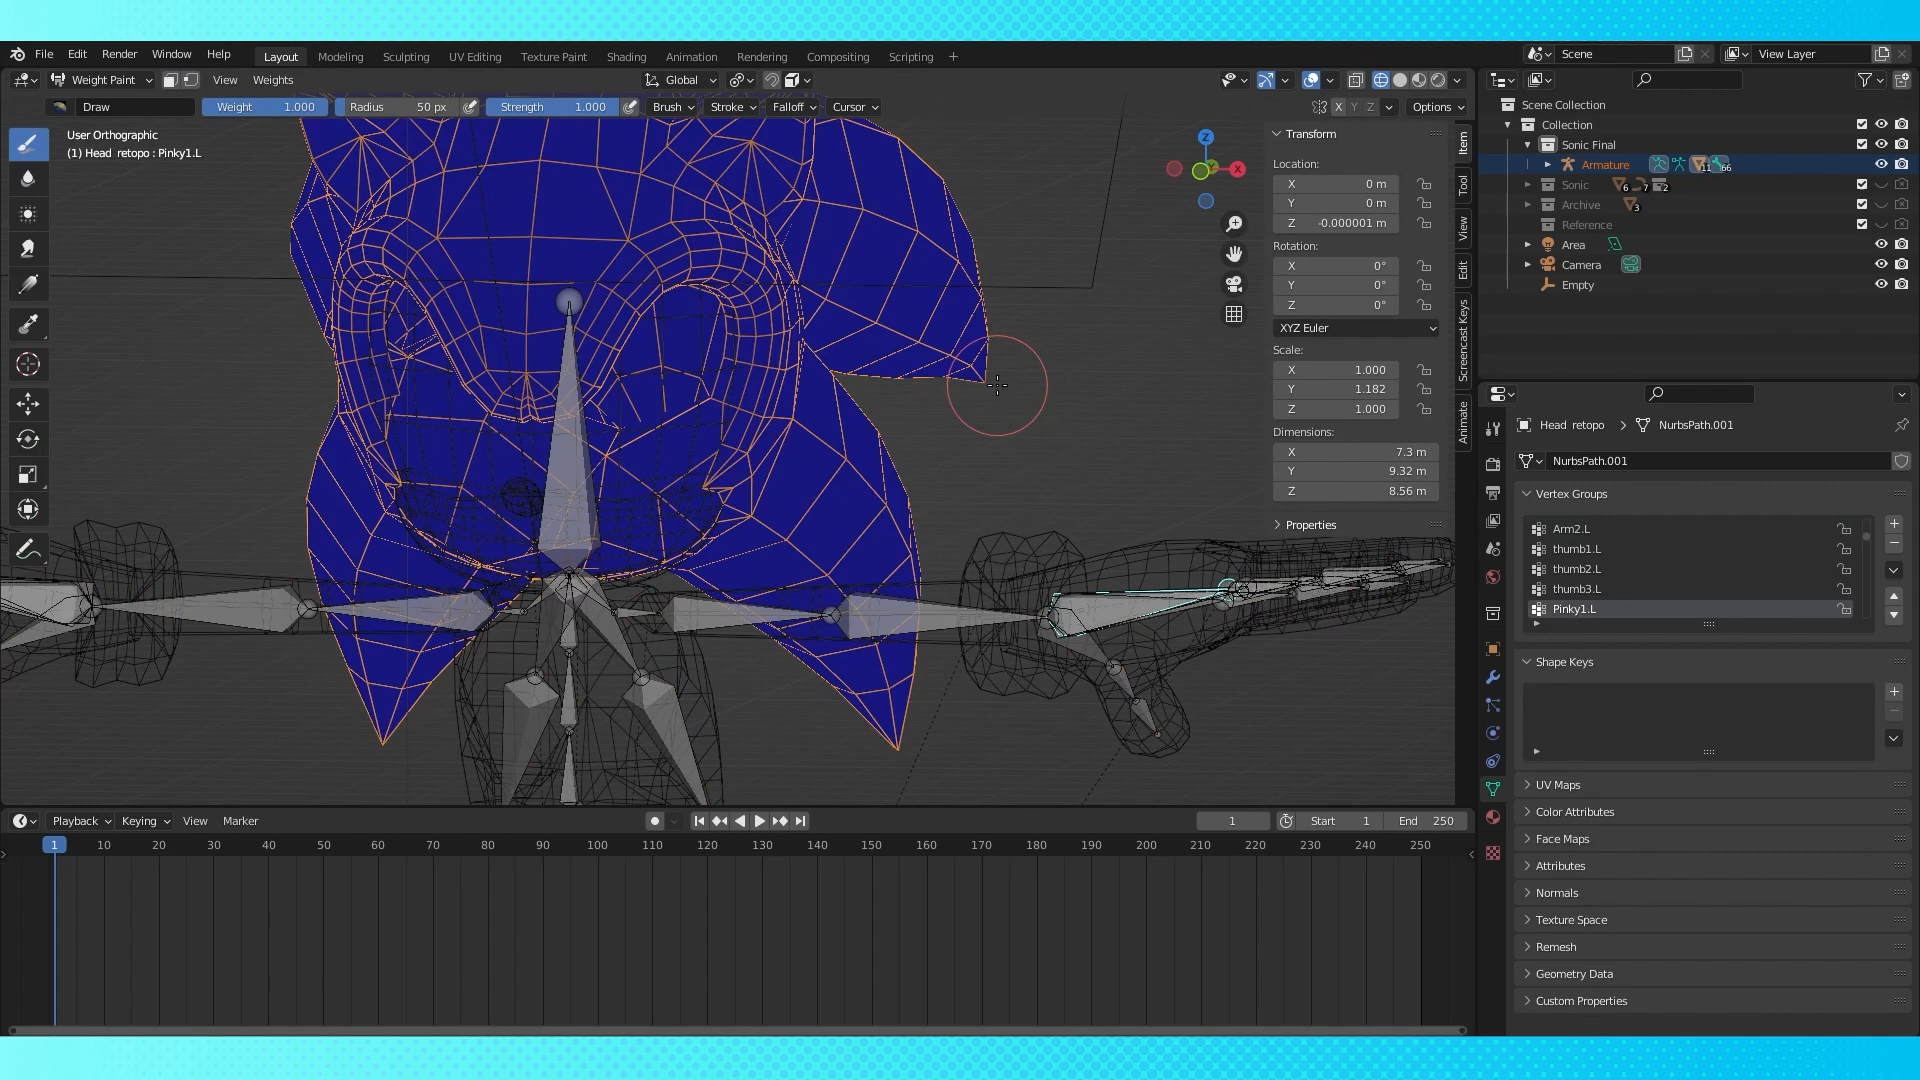 File Edit Render Window Help Layout Modeling Sculpting UV Editing Texture Paint Shading Animation Rendering Compositing Scripting + Scene View Layer
Weight Paint View Weights Global
Draw Weight 1.000 Radius 50 px Strength 1.000 Brush Stroke Falloff Cursor X Y Z Options
User Orthographic
(1) Head retopo : Pinky1.L
Z
X
Transform
Location:
X 0 m
Y 0 m
Z -0.000001 m
Rotation:
X 0°
Y 0°
Z 0°
XYZ Euler
Scale:
X 1.000
Y 1.182
Z 1.000
Dimensions:
X 7.3 m
Y 9.32 m
Z 8.56 m
Properties
Item
Tool
View
Edit
Screencast Keys
Animate
Scene Collection
Collection
Sonic Final
Armature 11 66
Sonic 6 7 2
Archive 3
Reference
Area
Camera
Empty
Head retopo NurbsPath.001
NurbsPath.001
Vertex Groups
Arm2.L
thumb1.L
thumb2.L
thumb3.L
Pinky1.L
Shape Keys
UV Maps
Color Attributes
Face Maps
Attributes
Normals
Texture Space
Remesh
Geometry Data
Custom Properties
Playback Keying View Marker 1 Start 1 End 250
1 10 20 30 40 50 60 70 80 90 100 110 120 130 140 150 160 170 180 190 200 210 220 230 240 250